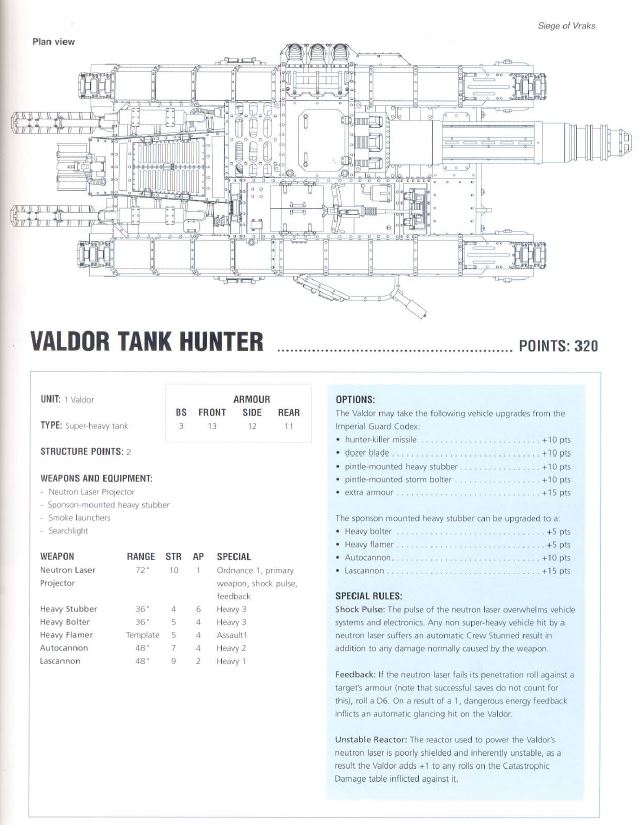 Siege of Vraks
Plan view
VALDOR TANK HUNTER ................................................ POINTS: 320
UNIT: 1 Valdor
TYPE: Super-heavy tank
ARMOUR
BS FRONT SIDE REAR
3 13 12 11
STRUCTURE POINTS: 2
WEAPONS AND EQUIPMENT:
- Neutron Laser Projector
- Sponson-mounted heavy stubber
- Smoke launchers
- Searchlight
WEAPON RANGE STR AP SPECIAL
Neutron Laser 72" 10 1 Ordnance 1, primary
Projector weapon, shock pulse,
feedback
Heavy Stubber 36" 4 6 Heavy 3
Heavy Bolter 36" 5 4 Heavy 3
Heavy Flamer Template 5 4 Assault1
Autocannon 48" 7 4 Heavy 2
Lascannon 48" 9 2 Heavy 1
OPTIONS:
The Valdor may take the following vehicle upgrades from the
Imperial Guard Codex:
• hunter-killer missile . . . . . . . . . . . . . . . . . . . . . . . . . +10 pts
• dozer blade . . . . . . . . . . . . . . . . . . . . . . . . . . . . . . . +10 pts
• pintle-mounted heavy stubber . . . . . . . . . . . . . . . . . +10 pts
• pintle-mounted storm bolter . . . . . . . . . . . . . . . . . . +10 pts
• extra armour . . . . . . . . . . . . . . . . . . . . . . . . . . . . . . +15 pts
The sponson mounted heavy stubber can be upgraded to a:
• Heavy bolter . . . . . . . . . . . . . . . . . . . . . . . . . . . . . . . +5 pts
• Heavy flamer . . . . . . . . . . . . . . . . . . . . . . . . . . . . . . . +5 pts
• Autocannon . . . . . . . . . . . . . . . . . . . . . . . . . . . . . . . +10 pts
• Lascannon . . . . . . . . . . . . . . . . . . . . . . . . . . . . . . . . +15 pts
SPECIAL RULES:
Shock Pulse: The pulse of the neutron laser overwhelms vehicle
systems and electronics. Any non super-heavy vehicle hit by a
neutron laser suffers an automatic Crew Stunned result in
addition to any damage normally caused by the weapon.
Feedback: If the neutron laser fails its penetration roll against a
target's armour (note that successful saves do not count for
this), roll a D6. On a result of a 1, dangerous energy feedback
inflicts an automatic glancing hit on the Valdor.
Unstable Reactor: The reactor used to power the Valdor's
neutron laser is poorly shielded and inherently unstable, as a
result the Valdor adds +1 to any rolls on the Catastrophic
Damage table inflicted against it.